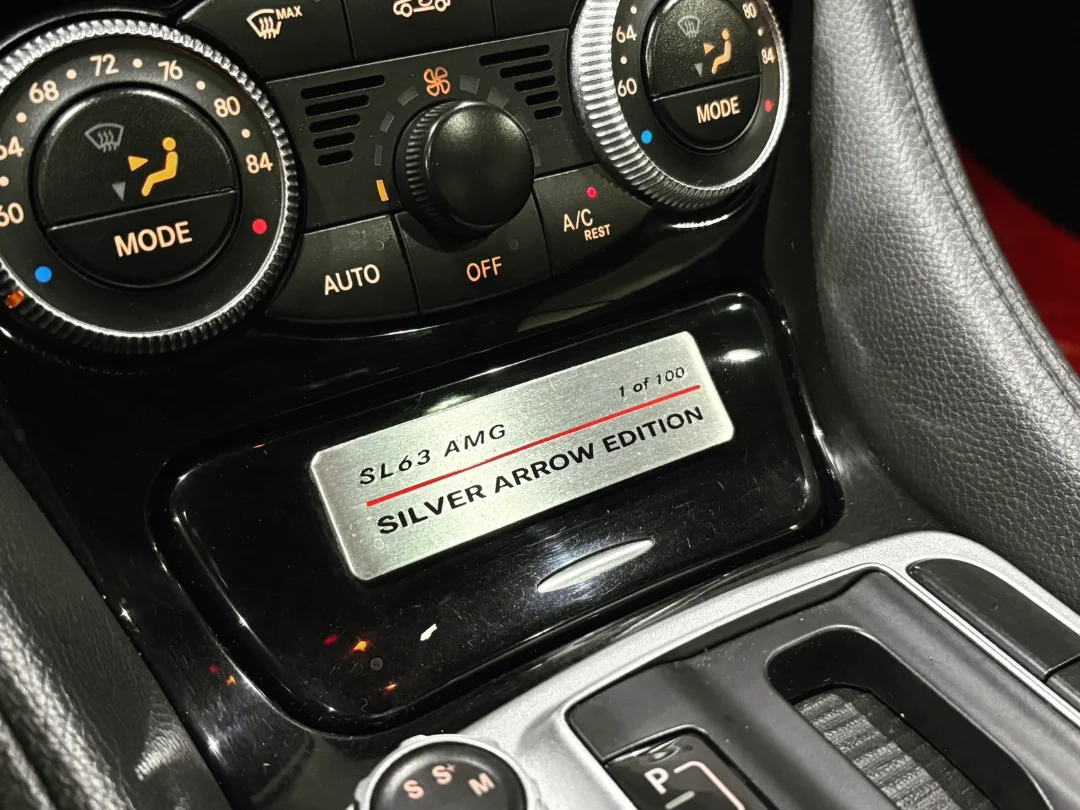 MAX
64
80
60
84
MODE
64
68
72
76
80
84
60
MODE
AUTO
OFF
A/C
REST
1 of 100
SL63 AMG
SILVER ARROW EDITION
S S+ M
P